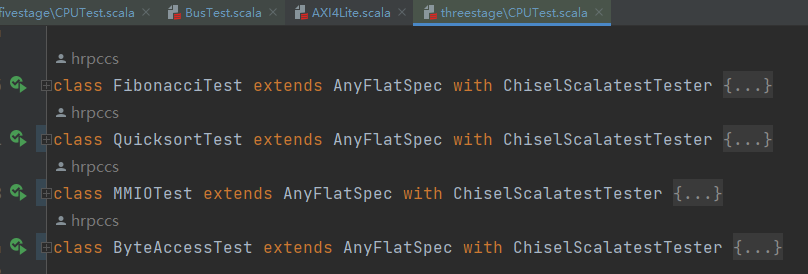 fivestage\CPUTest.scala × BusTest.scala × AXI4Lite.scala × threestage\CPUTest.scala ×
hrpccs
class FibonacciTest extends AnyFlatSpec with ChiselScalatestTester {...}
hrpccs
class QuicksortTest extends AnyFlatSpec with ChiselScalatestTester {...}
hrpccs
class MMIOTest extends AnyFlatSpec with ChiselScalatestTester {...}
hrpccs
class ByteAccessTest extends AnyFlatSpec with ChiselScalatestTester {...}